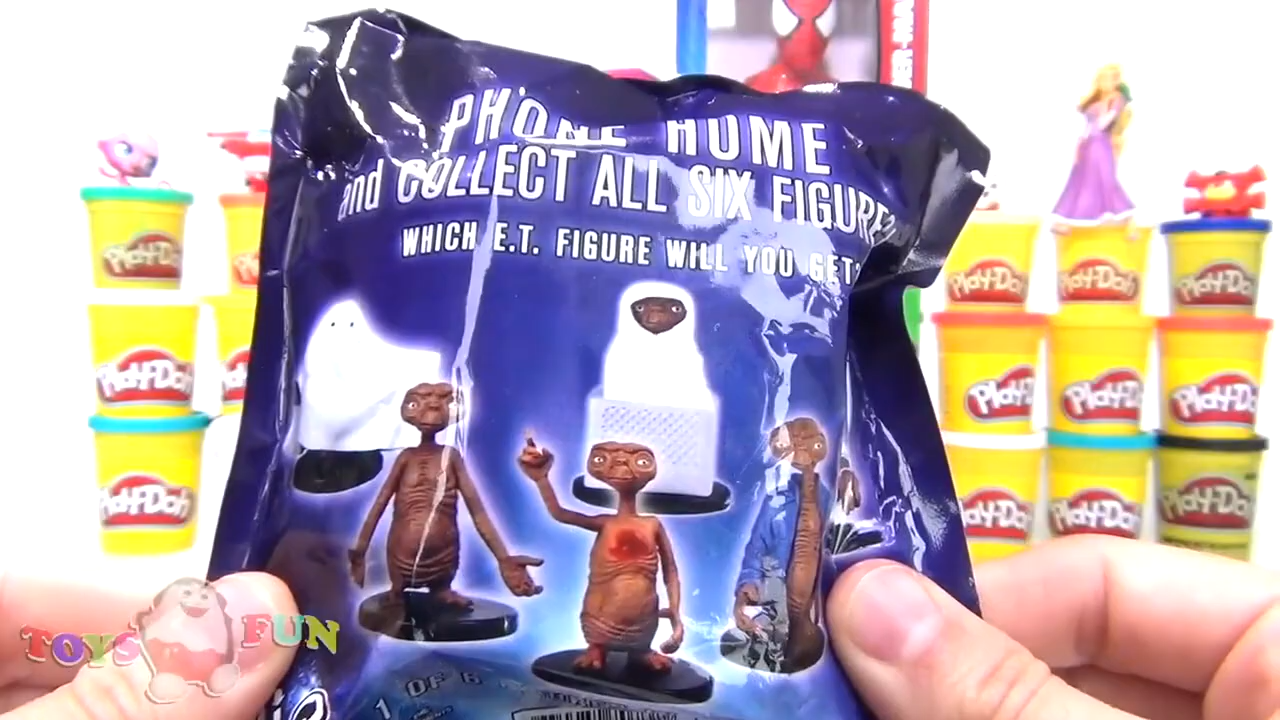 PHONE HOME
and COLLECT ALL SIX FIGURE
WHICH E.T. FIGURE WILL YOU GET?
1 OF 6
TOYS FUN
Play-Doh
Play-Doh
Play-Doh
Play-Doh
Play-Doh
Play-Doh
Play-Doh
Play-Doh
Play-Doh
Play-Doh
Play-Doh
Play-Doh